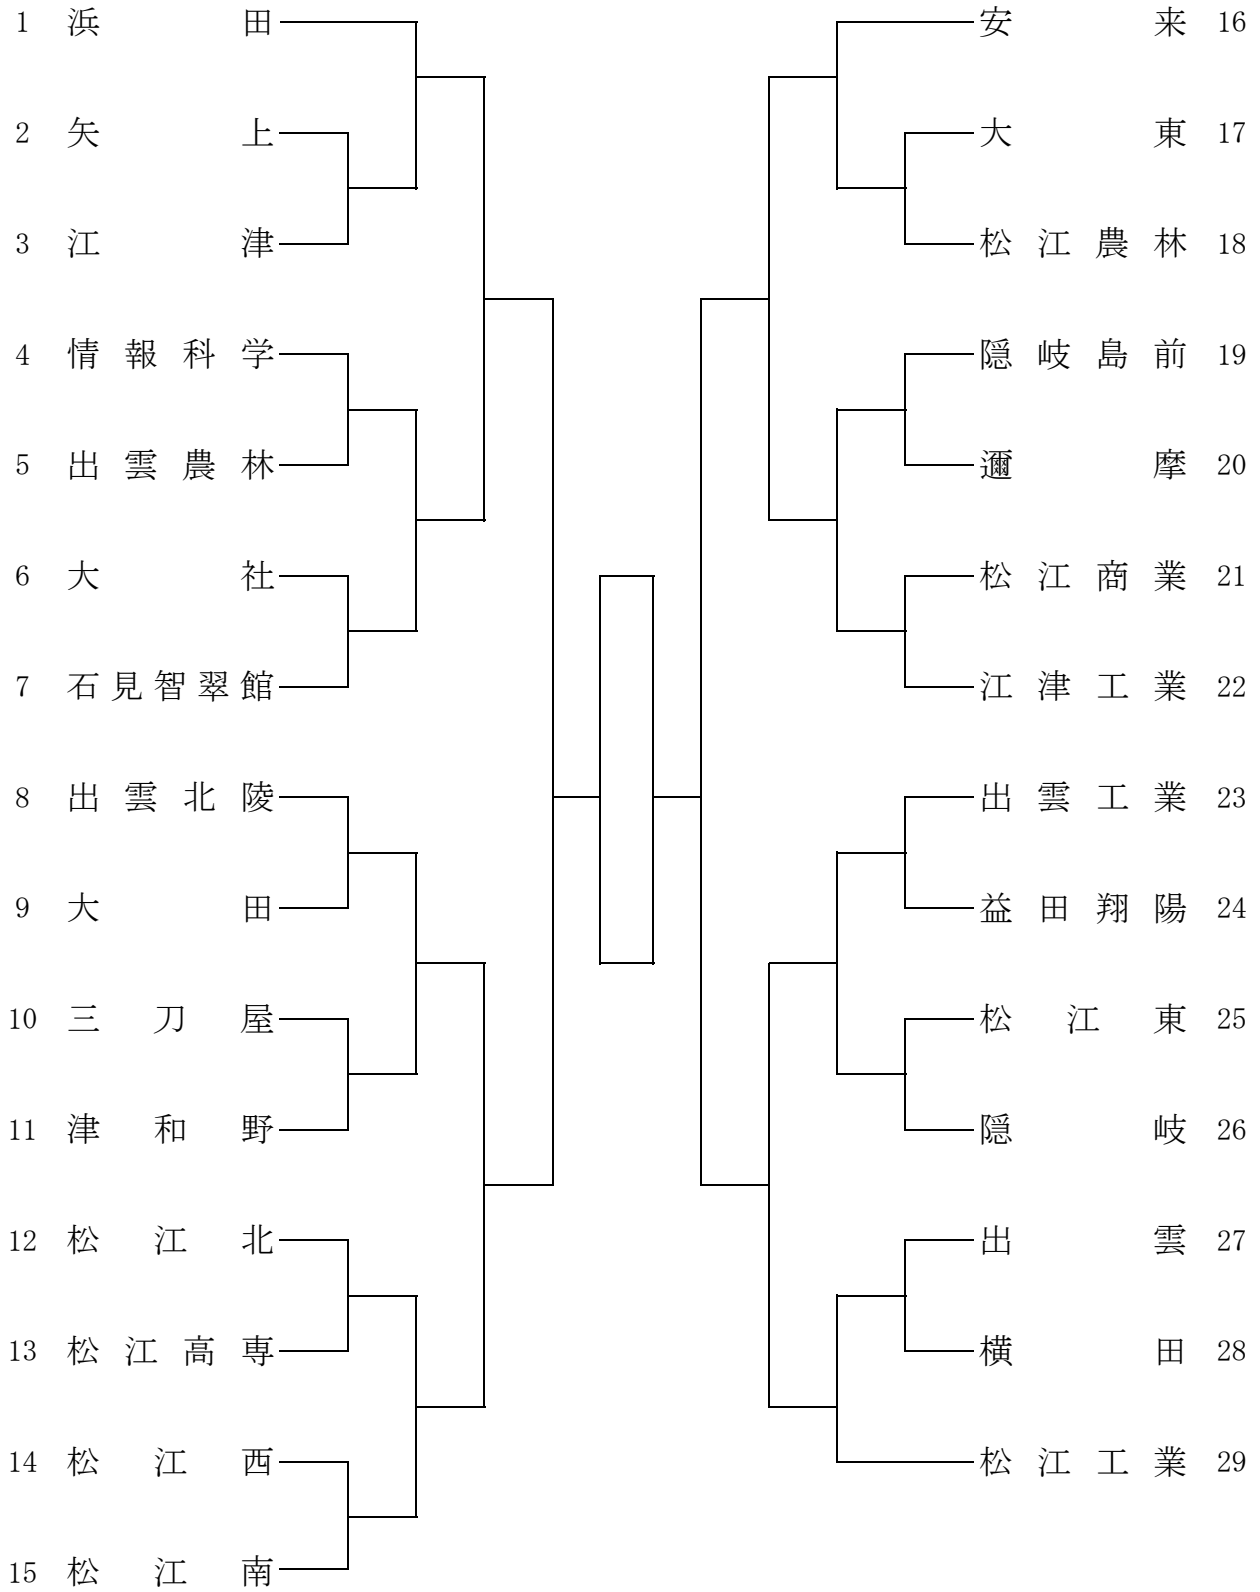 1 浜田
2 矢上
3 江津
4 情報科学
5 出雲農林
6 大社
7 石見智翠館
8 出雲北陵
9 大田
10 三刀屋
11 津和野
12 松江北
13 松江高専
14 松江西
15 松江南
安来 16
大東 17
松江農林 18
隠岐島前 19
邇摩 20
松江商業 21
江津工業 22
出雲工業 23
益田翔陽 24
松江東 25
隠岐 26
出雲 27
横田 28
松江工業 29